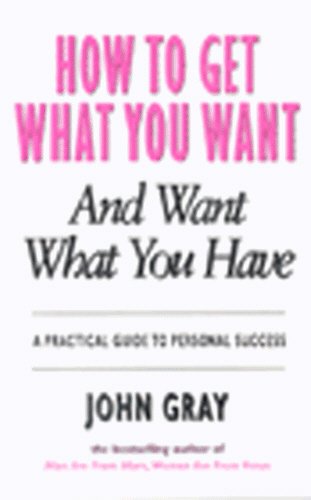 HOW TO GET
WHAT YOU WANT
And Want
What You Have
A PRACTICAL GUIDE TO PERSONAL SUCCESS
JOHN GRAY
the bestselling author of
Men Are From Mars, Women Are From Venus